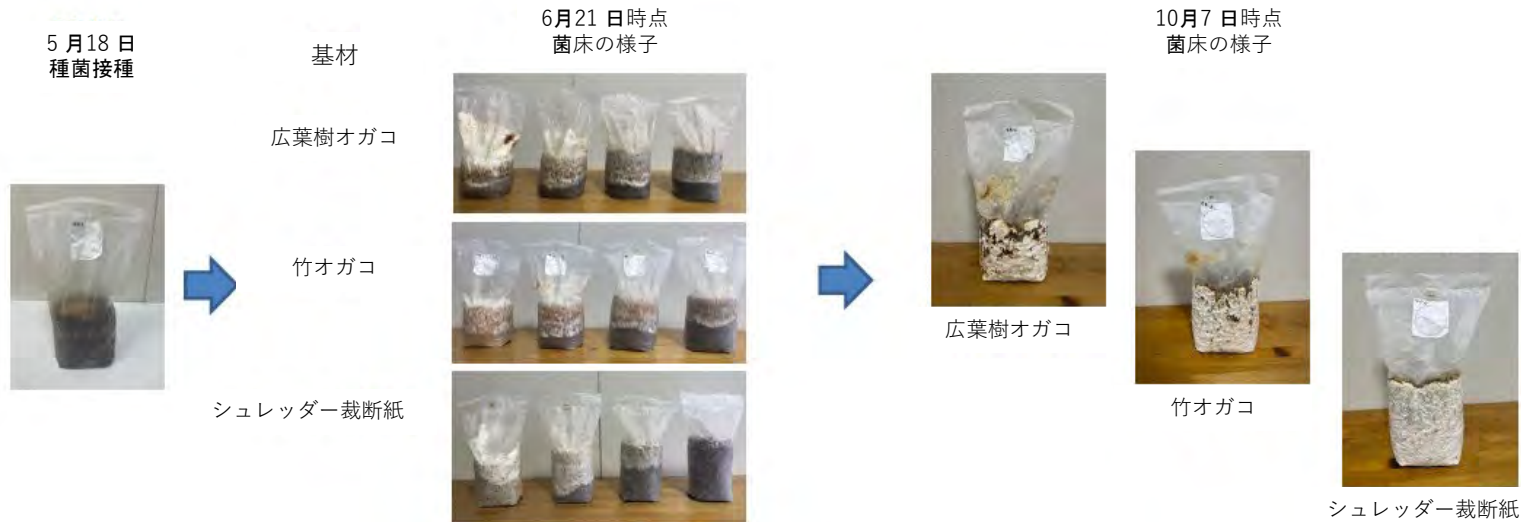 5 月18 日
種菌接種
基材
6月21 日時点
菌床の様子
10月7 日時点
菌床の様子
広葉樹オガコ
竹オガコ
シュレッダー裁断紙
広葉樹オガコ
竹オガコ
シュレッダー裁断紙